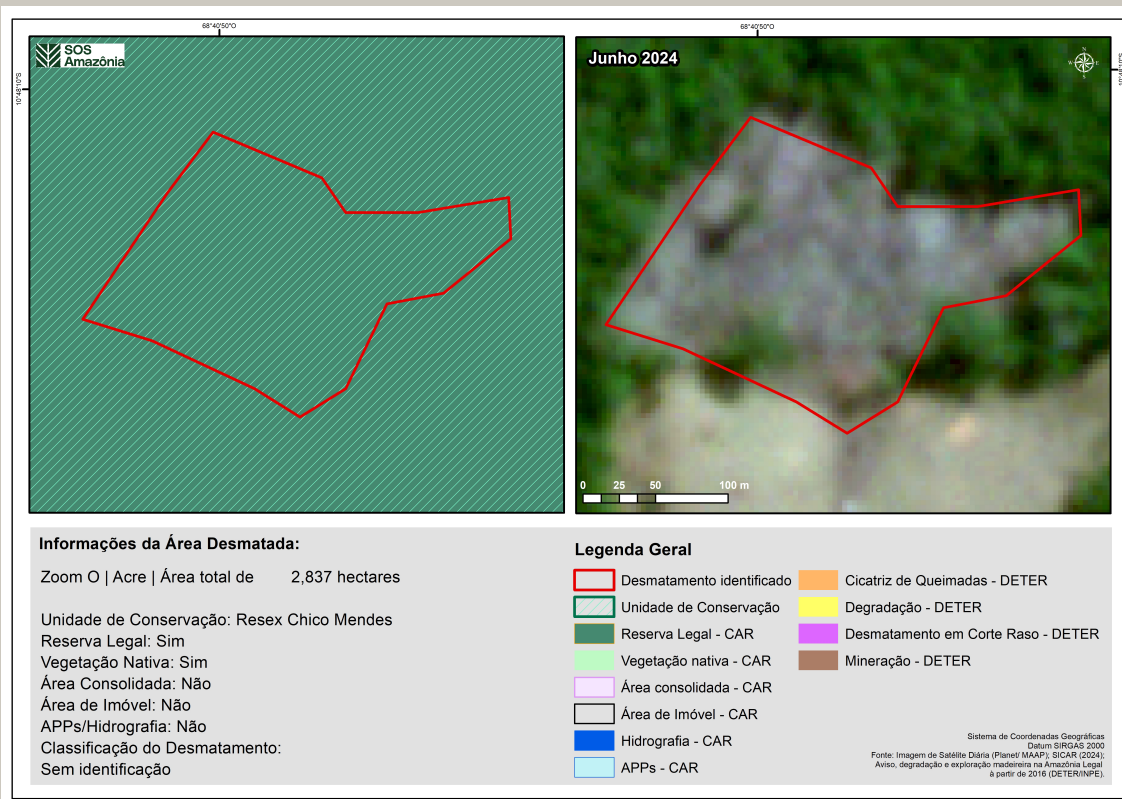 68°40'50"O
68°40'50"O
10°48'10"S
SOS
Amazônia
Junho 2024
N
W
E
S
0 25 50 100 m
Informações da Área Desmatada:
Zoom O | Acre | Área total de 2,837 hectares
Unidade de Conservação: Resex Chico Mendes
Reserva Legal: Sim
Vegetação Nativa: Sim
Área Consolidada: Não
Área de Imóvel: Não
APPs/Hidrografia: Não
Classificação do Desmatamento:
Sem identificação
Legenda Geral
Desmatamento identificado
Unidade de Conservação
Reserva Legal - CAR
Vegetação nativa - CAR
Área consolidada - CAR
Área de Imóvel - CAR
Hidrografia - CAR
APPs - CAR
Cicatriz de Queimadas - DETER
Degradação - DETER
Desmatamento em Corte Raso - DETER
Mineração - DETER
Sistema de Coordenadas Geográficas
Datum SIRGAS 2000
Fonte: Imagem de Satélite Diária (Planet/ MAAP); SICAR (2024);
Aviso, degradação e exploração madeireira na Amazônia Legal
à partir de 2016 (DETER/INPE).